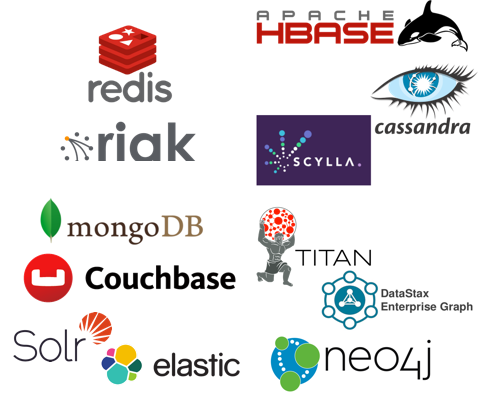 redis
APACHE
HBASE
cassandra
riak
SCYLLA.
mongoDB
TITAN
Couchbase
DataStax
Enterprise Graph
Solr
elastic
neo4j